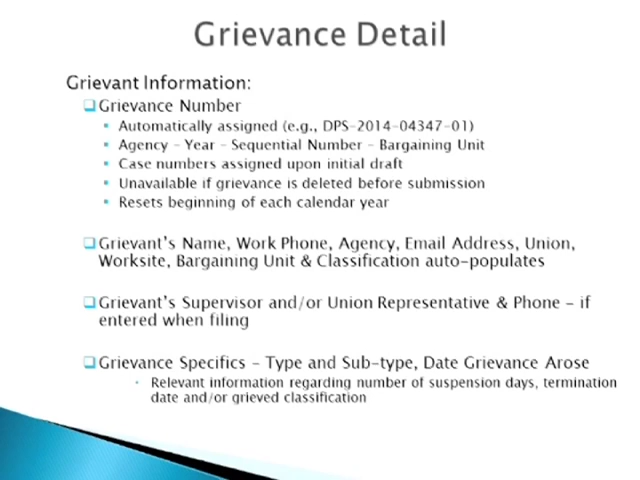 Grievance Detail
Grievant Information:
❑Grievance Number
▪ Automatically assigned (e.g., DPS-2014-04347-01)
▪ Agency - Year - Sequential Number - Bargaining Unit
▪ Case numbers assigned upon initial draft
▪ Unavailable if grievance is deleted before submission
▪ Resets beginning of each calendar year
❑Grievant's Name, Work Phone, Agency, Email Address, Union,
Worksite, Bargaining Unit & Classification auto-populates
❑Grievant's Supervisor and/or Union Representative & Phone - if
entered when filing
❑Grievance Specifics - Type and Sub-type, Date Grievance Arose
· Relevant information regarding number of suspension days, termination
date and/or grieved classification